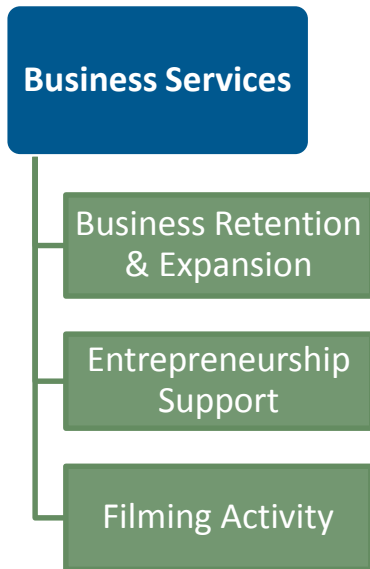 Business Services
Business Retention
& Expansion
Entrepreneurship
Support
Filming Activity